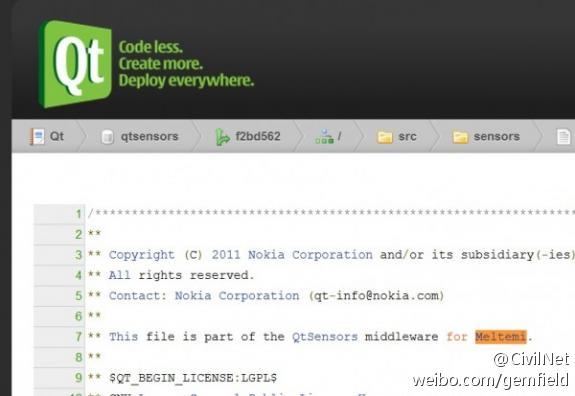 Qt
Code less.
Create more.
Deploy everywhere.
Qt qtsensors f2bd562 / src sensors
1 /*******************************************************************
2 **
3 ** Copyright (C) 2011 Nokia Corporation and/or its subsidiary(-ies)
4 ** All rights reserved.
5 ** Contact: Nokia Corporation (qt-info@nokia.com)
6 **
7 ** This file is part of the QtSensors middleware for Meltemi.
8 **
9 ** $QT_BEGIN_LICENSE:LGPL$
@CivilNet
weibo.com/gemfield